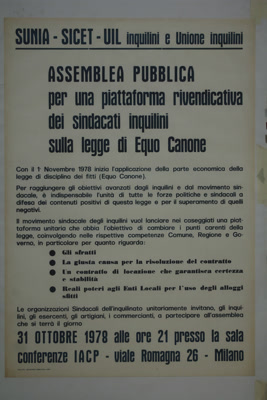 SUNIA - SICET - UIL inquilini e Unione inquilini
ASSEMBLEA PUBBLICA
per una piattaforma rivendicativa
dei sindacati inquilini
sulla legge di Equo Canone
Con il 1 Novembre 1978 inizia l'applicazione della parte economica della
legge di disciplina dei fitti (Equo Canone).
Per raggiungere gli obiettivi avanzati dagli inquilini e dal movimento sin-
dacale, è indispensabile l'unità di tutte le forze politiche e sindacali a
difesa dei contenuti positivi di questa legge e per il superamento di quelli
negativi.
Il movimento sindacale degli inquilini vuol lanciare nei caseggiati una piat-
taforma unitaria che abbia l'obiettivo di cambiare i punti carenti della
legge, coinvolgendo nelle rispettive competenze Comune, Regione e Go-
verno, in particolare per quanto riguarda:
● Gli sfratti
● La giusta causa per la risoluzione del contratto
● Un contratto di locazione che garantisca certezza
e stabilità
● Reali poteri agli Enti Locali per l'uso degli alloggi
sfitti
Le organizzazioni Sindacali dell'inquilinato unitariamente invitano, gli inqui-
lini, gli esercenti, gli artigiani, i commercianti, a partecipare all'assemblea
che si terrà il giorno
31 OTTOBRE 1978 alle ore 21 presso la sala
conferenze IACP - viale Romagna 26 - Milano